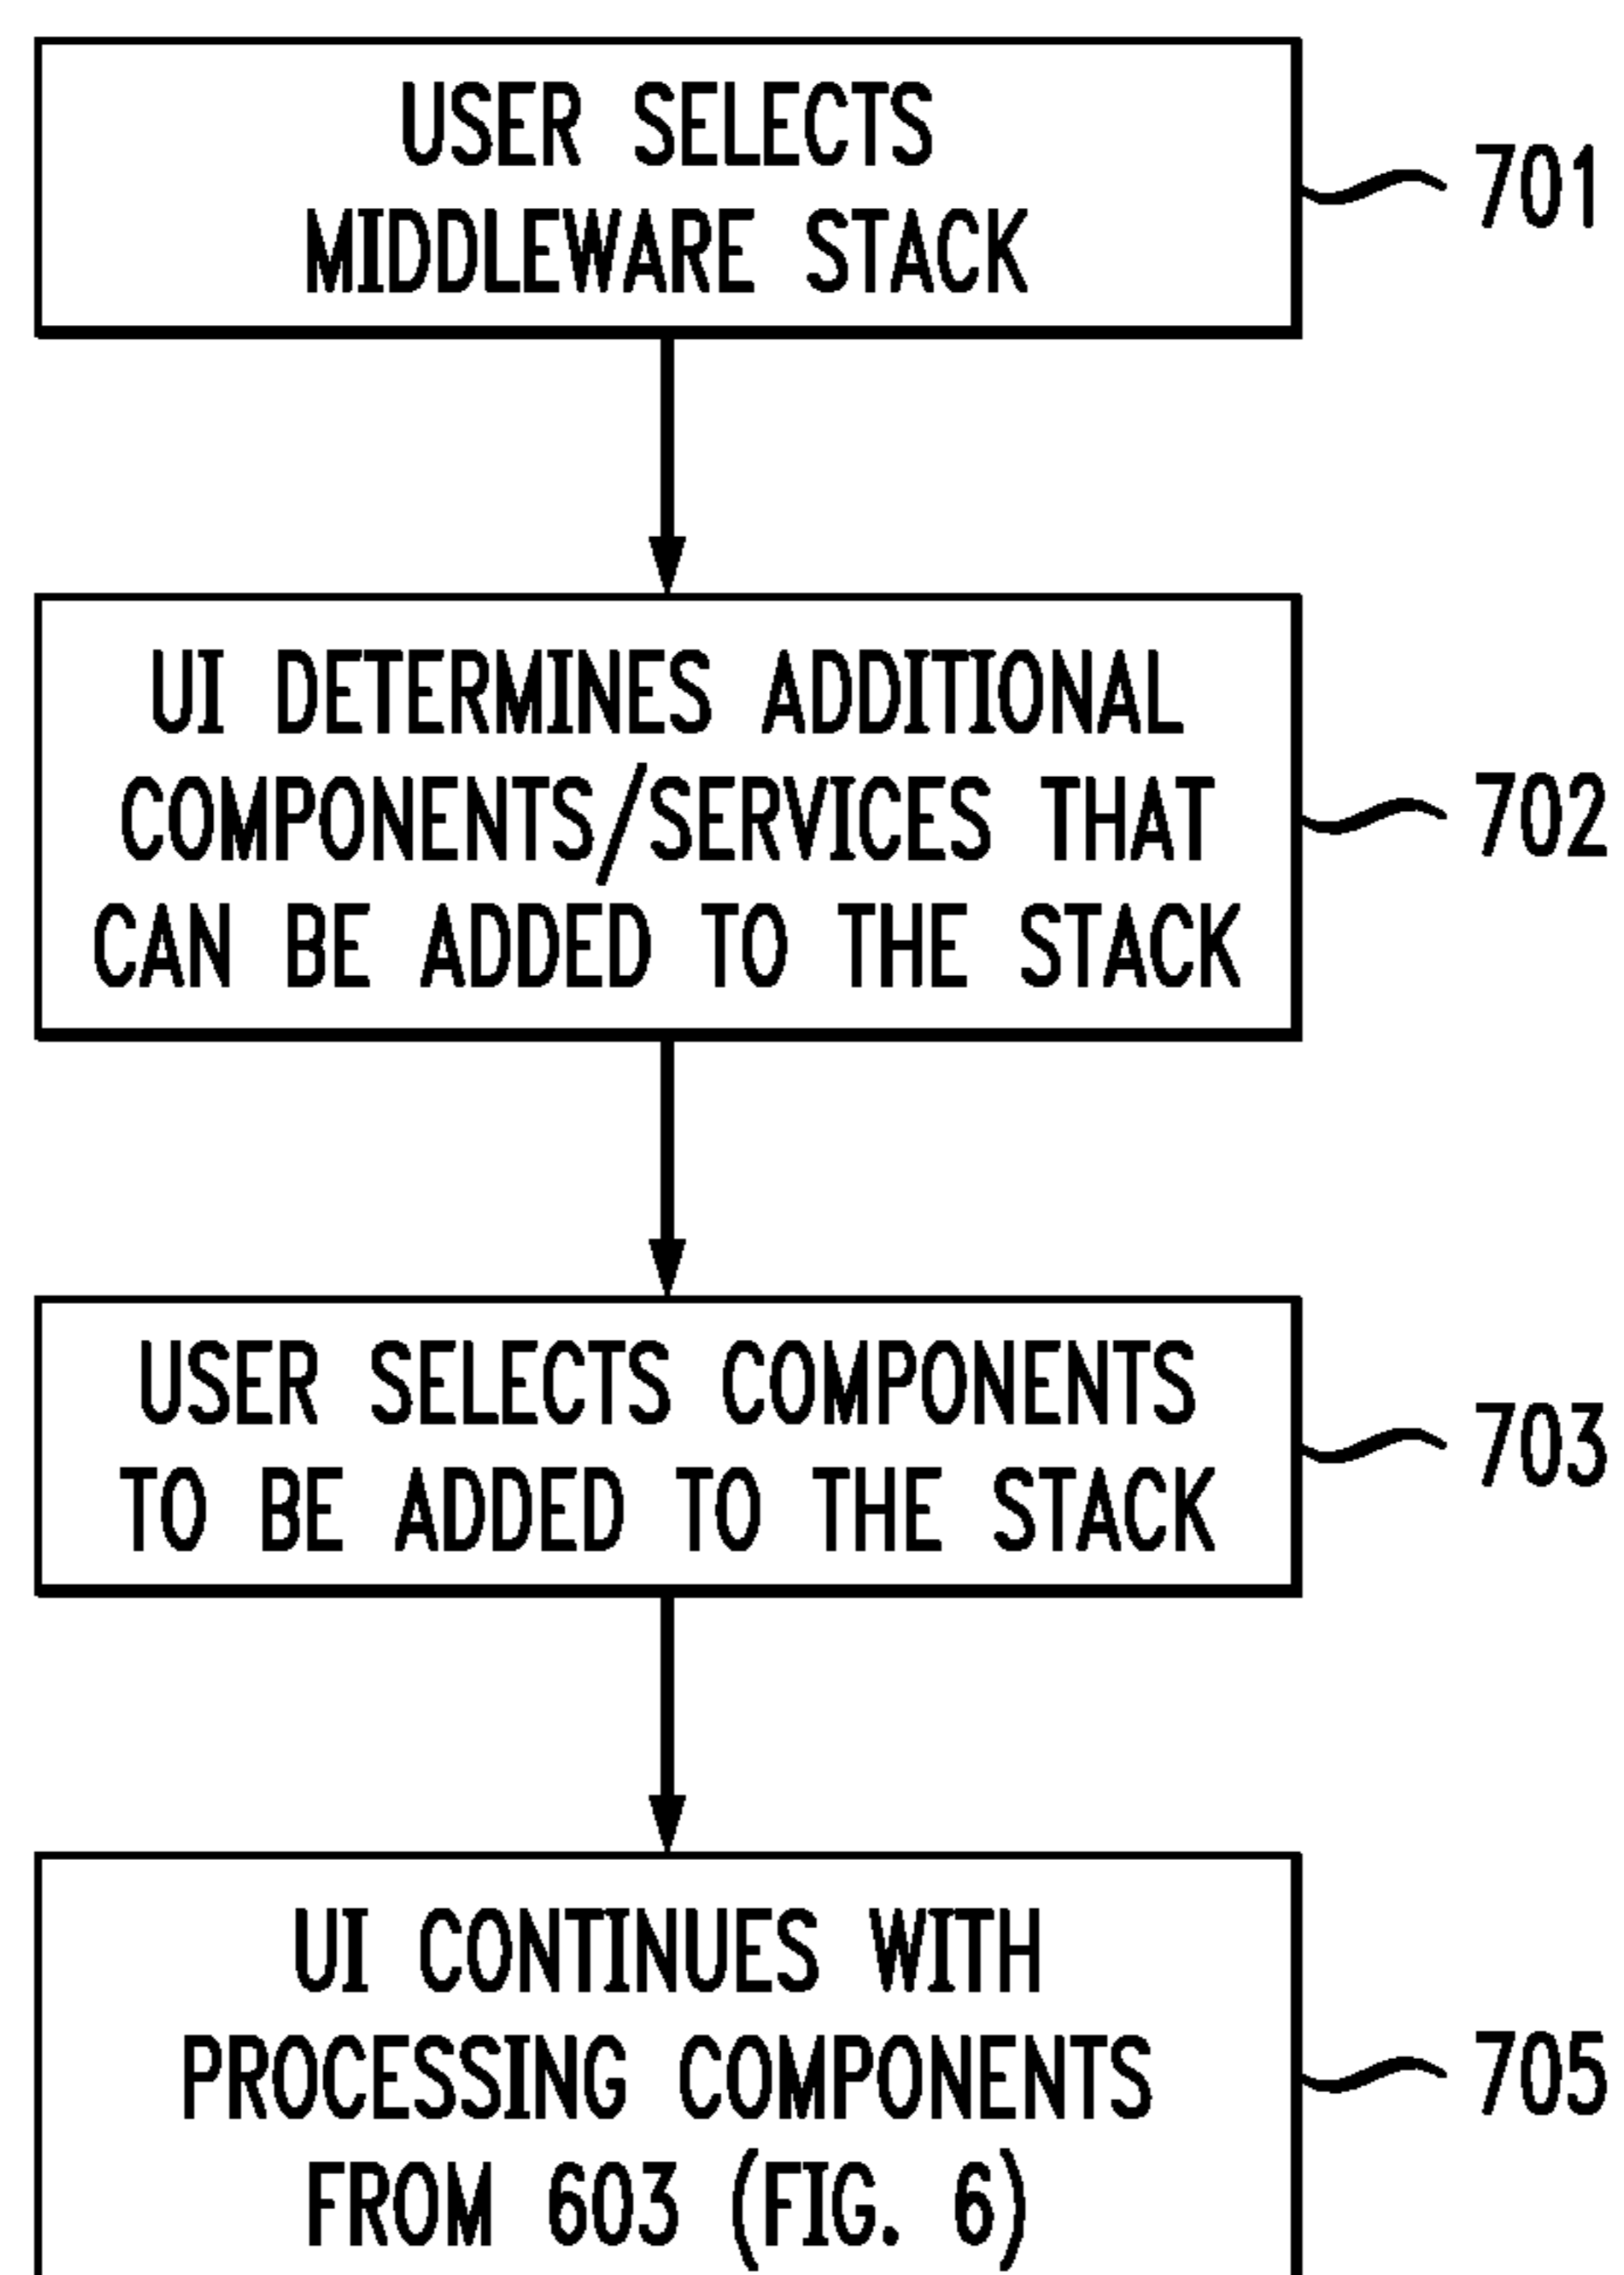 USER SELECTS
MIDDLEWARE STACK
701
UI DETERMINES ADDITIONAL
COMPONENTS/SERVICES THAT
CAN BE ADDED TO THE STACK
702
USER SELECTS COMPONENTS
TO BE ADDED TO THE STACK
703
UI CONTINUES WITH
PROCESSING COMPONENTS
FROM 603 (FIG. 6)
705